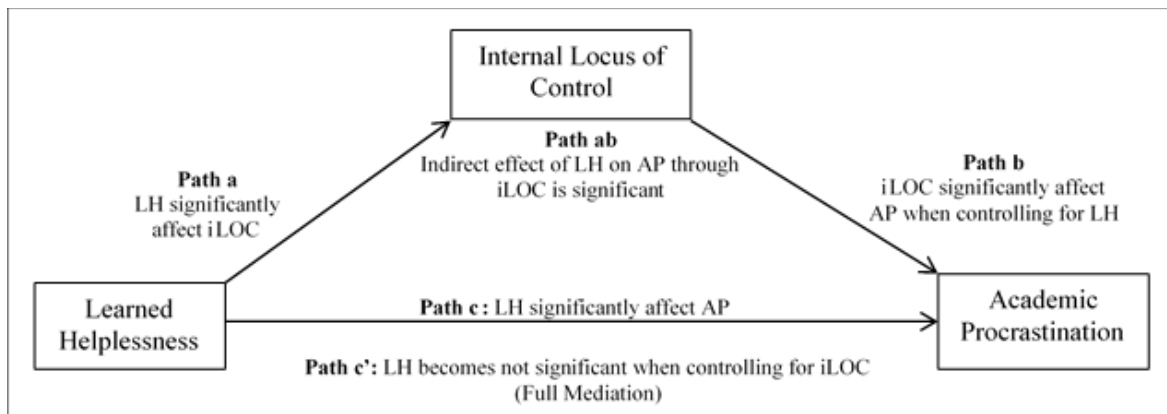 Internal Locus of
Control
Path ab
Indirect effect of LH on AP through
iLOC is significant
Path a
LH significantly
affect iLOC
Path b
iLOC significantly affect
AP when controlling for LH
Learned
Helplessness
Path c : LH significantly affect AP
Academic
Procrastination
Path c’: LH becomes not significant when controlling for iLOC
(Full Mediation)